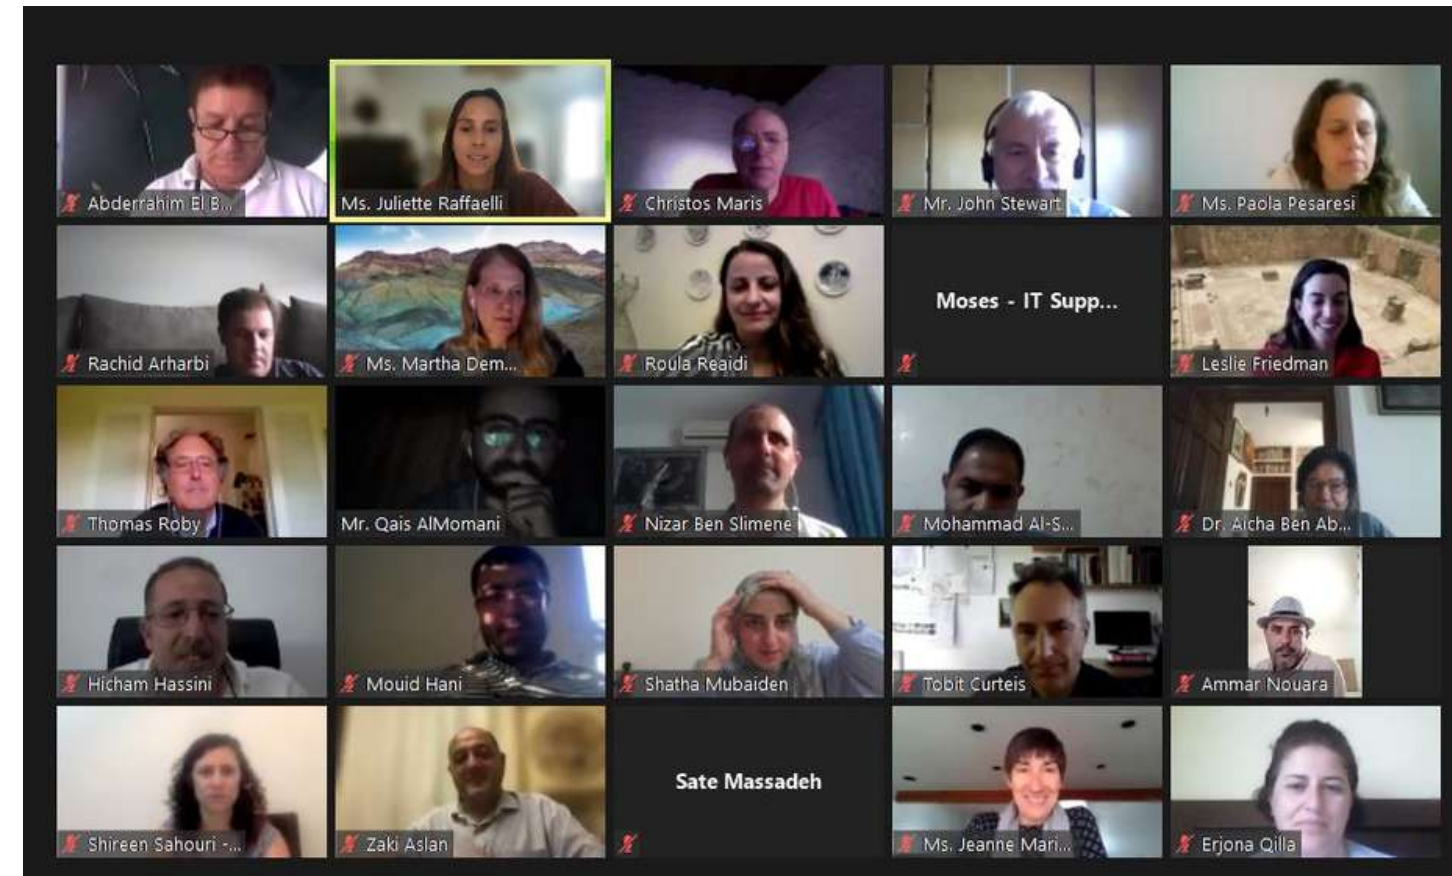 Abderrahim El B...
Ms. Juliette Raffaelli
Christos Maris
Mr. John Stewart
Ms. Paola Pesaresi
Rachid Arharbi
Ms. Martha Dem...
Roula Reaidi
Moses - IT Supp...
Leslie Friedman
Thomas Roby
Mr. Qais AlMomani
Nizar Ben Slimene
Mohammad Al-S...
Dr. Aicha Ben Ab...
Hicham Hassini
Mouid Hani
Shatha Mubaiden
Tobit Curteis
Ammar Nouara
Shireen Sahouri -...
Zaki Aslan
Sate Massadeh
Ms. Jeanne Mari...
Erjona Qilla